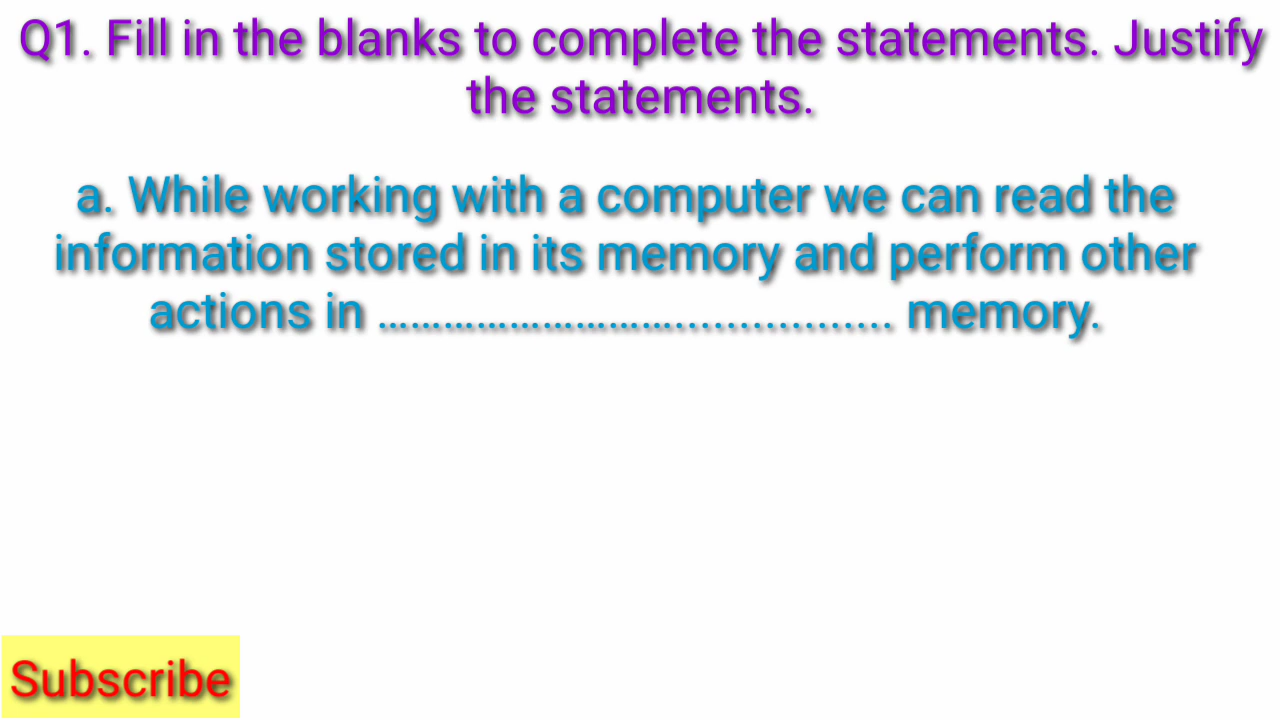 Q1. Fill in the blanks to complete the statements. Justify
the statements.
a. While working with a computer we can read the
information stored in its memory and perform other
actions in ………………………................. memory.
Subscribe